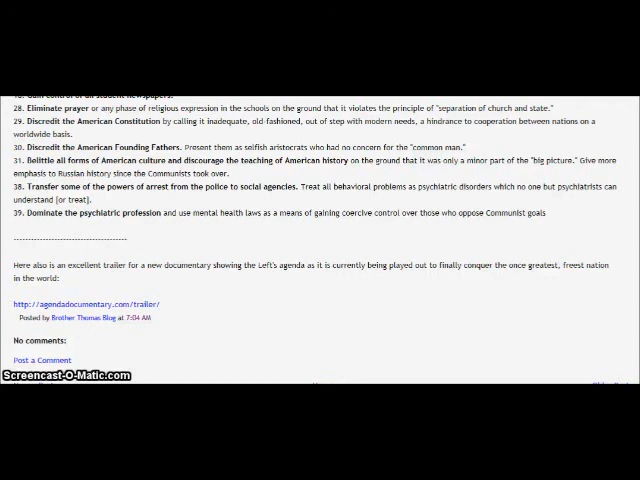 Gain control of all student newspapers.
28. Eliminate prayer or any phase of religious expression in the schools on the ground that it violates the principle of "separation of church and state."
29. Discredit the American Constitution by calling it inadequate, old-fashioned, out of step with modern needs, a hindrance to cooperation between nations on a
worldwide basis.
30. Discredit the American Founding Fathers. Present them as selfish aristocrats who had no concern for the "common man."
31. Belittle all forms of American culture and discourage the teaching of American history on the ground that it was only a minor part of the "big picture." Give more
emphasis to Russian history since the Communists took over.
38. Transfer some of the powers of arrest from the police to social agencies. Treat all behavioral problems as psychiatric disorders which no one but psychiatrists can
understand [or treat].
39. Dominate the psychiatric profession and use mental health laws as a means of gaining coercive control over those who oppose Communist goals
--------------------------------------
Here also is an excellent trailer for a new documentary showing the Left's agenda as it is currently being played out to finally conquer the once greatest, freest nation
in the world:
http://agendadocumentary.com/trailer/
Posted by Brother Thomas Blog at 7:04 AM
No comments:
Post a Comment
Screencast-O-Matic.com